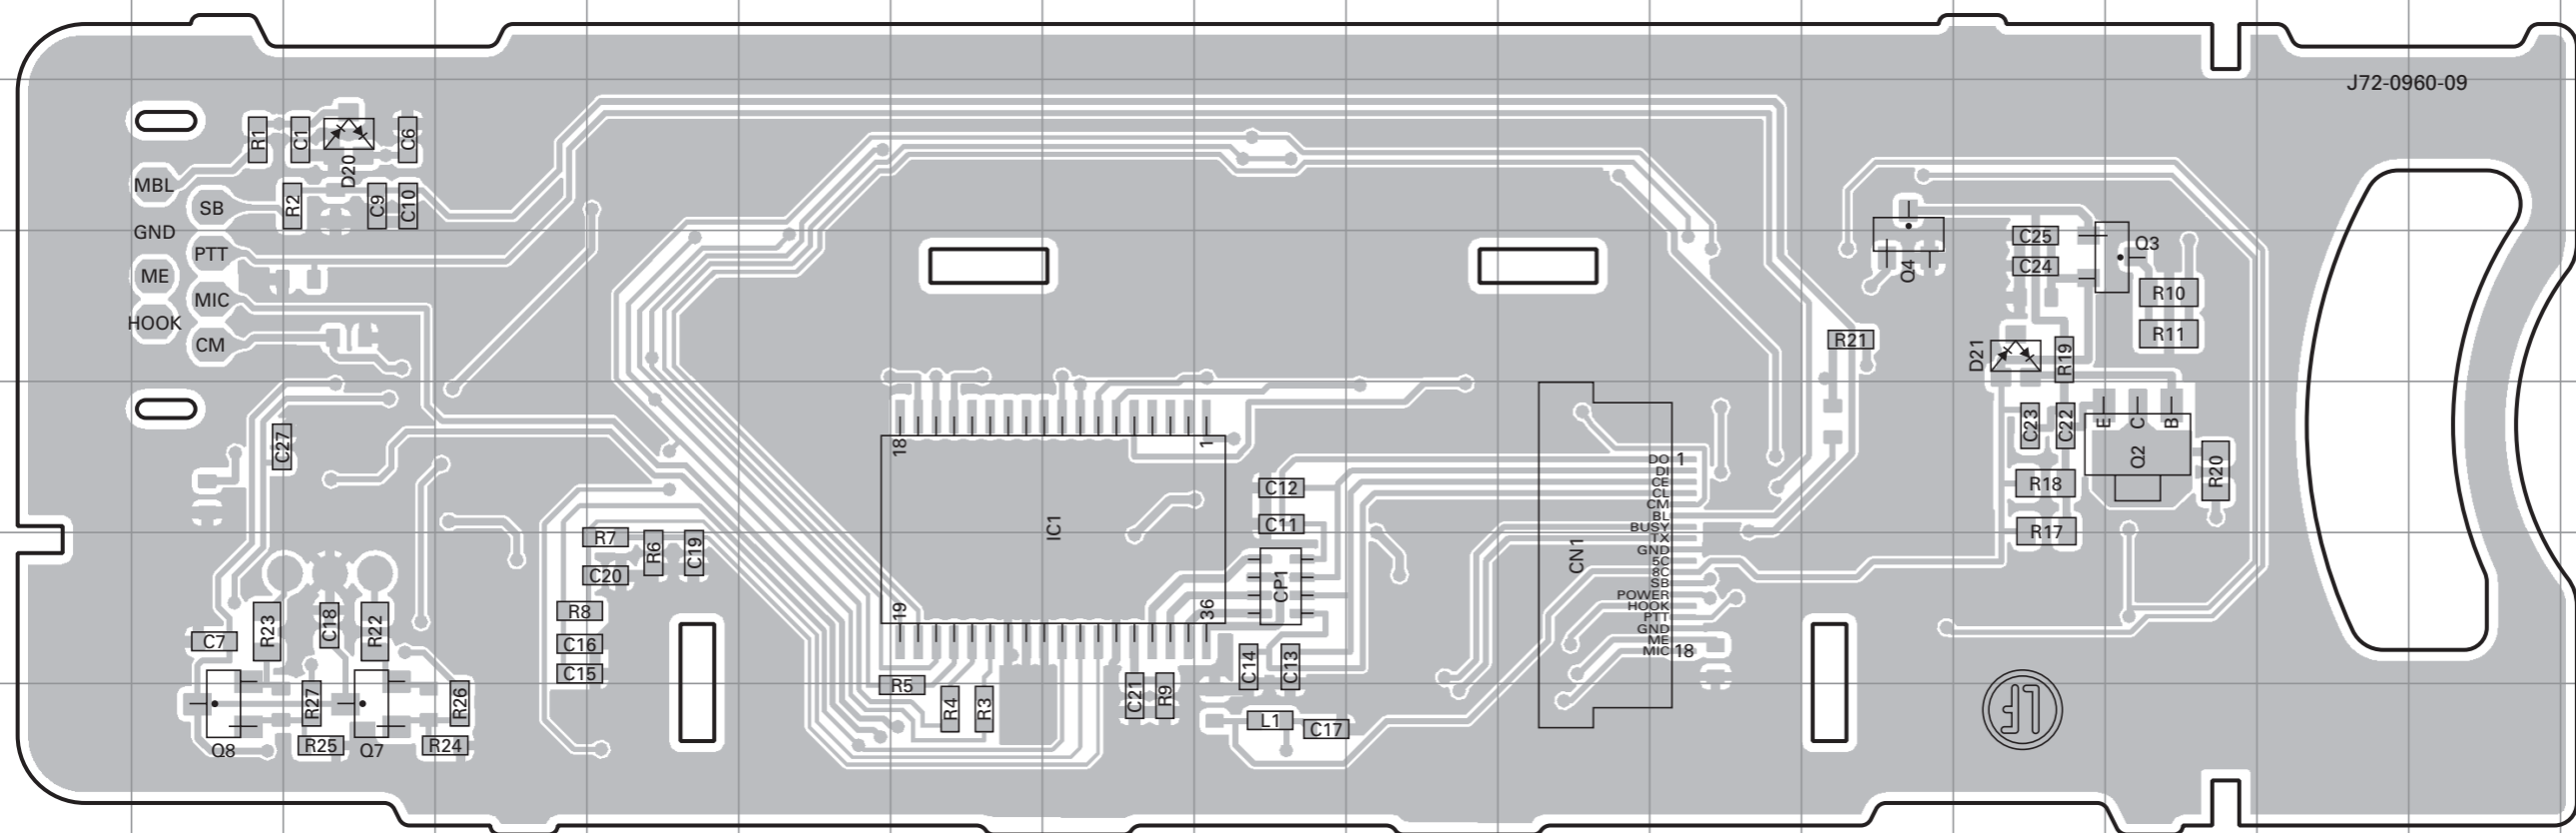 J72-0960-09
R1
C1
D20
C6
MBL
SB
R2
C9
C10
GND
PTT
ME
MIC
HOOK
CM
C27
R7
R6
C19
C20
R8
C16
C15
C7
R23
C18
R22
Q8
R27
R25
Q7
R26
R24
18
1
IC1
19
36
R5
R4
R3
C21
R9
C12
C11
CP1
C14
C13
L1
C17
CN1
DO 1
DI
CE
CL
CM
BL
BUSY
TX
GND
5C
8C
SB
POWER
HOOK
PTT
GND
ME
MIC 18
R21
Q4
C25
C24
Q3
R10
R11
D21
R19
C23
C22
E
C
B
Q2
R20
R18
R17
LF